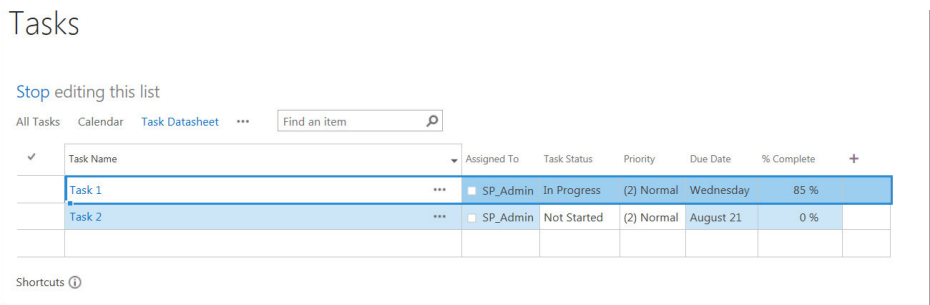 Tasks
Stop editing this list
All Tasks Calendar Task Datasheet ••• Find an item
Task Name Assigned To Task Status Priority Due Date % Complete +
Task 1 ••• SP_Admin In Progress (2) Normal Wednesday 85 %
Task 2 ••• SP_Admin Not Started (2) Normal August 21 0 %
Shortcuts